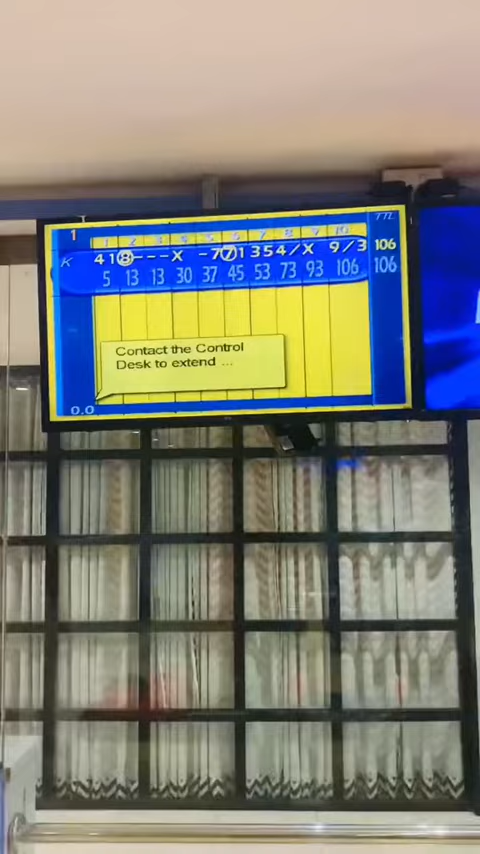 1 772
1 2 3 4 5 6 7 8 9 10
K 4 1 8 - - - X - 7 7 1 3 5 4 / X 9 / 3 106
5 13 13 30 37 45 53 73 93 106 106
Contact the Control
Desk to extend ...
0.0